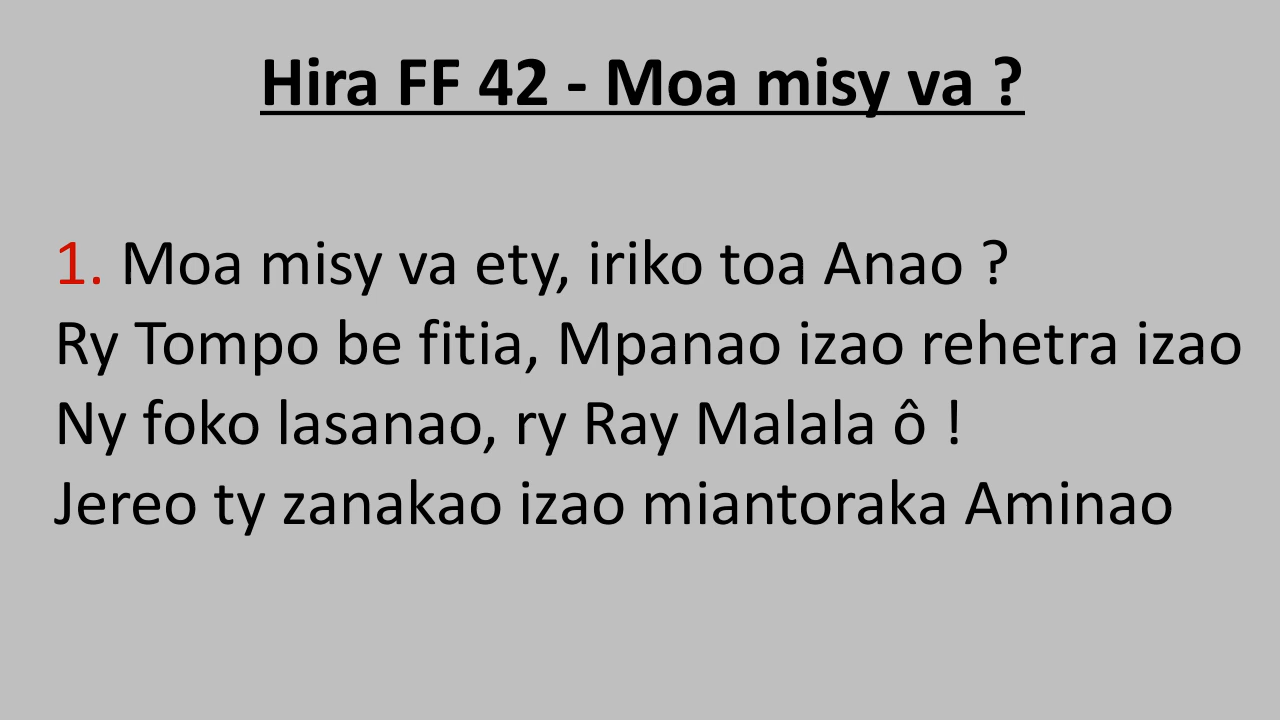 Hira FF 42 - Moa misy va ?
1. Moa misy va ety, iriko toa Anao ?
Ry Tompo be fitia, Mpanao izao rehetra izao
Ny foko lasanao, ry Ray Malala ô !
Jereo ty zanakao izao miantoraka Aminao